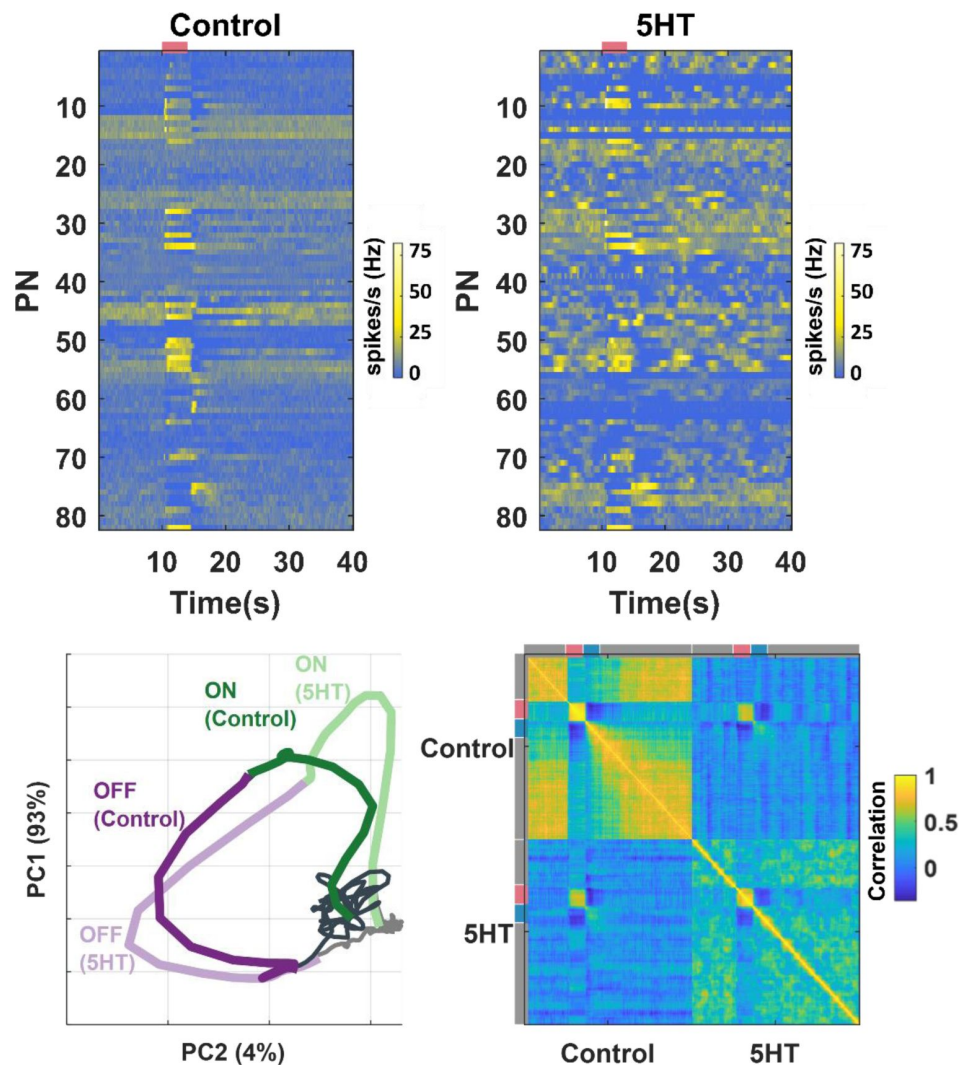 Control
5HT
10
20
30
40
50
60
70
80
PN
10
20
30
40
Time(s)
75
50
25
0
spikes/s (Hz)
10
20
30
40
50
60
70
80
10
20
30
40
Time(s)
75
50
25
0
spikes/s (Hz)
ON
(5HT)
ON
(Control)
OFF
(Control)
OFF
(5HT)
PC1 (93%)
PC2 (4%)
Control
5HT
Control
5HT
1
0.5
0
Correlation